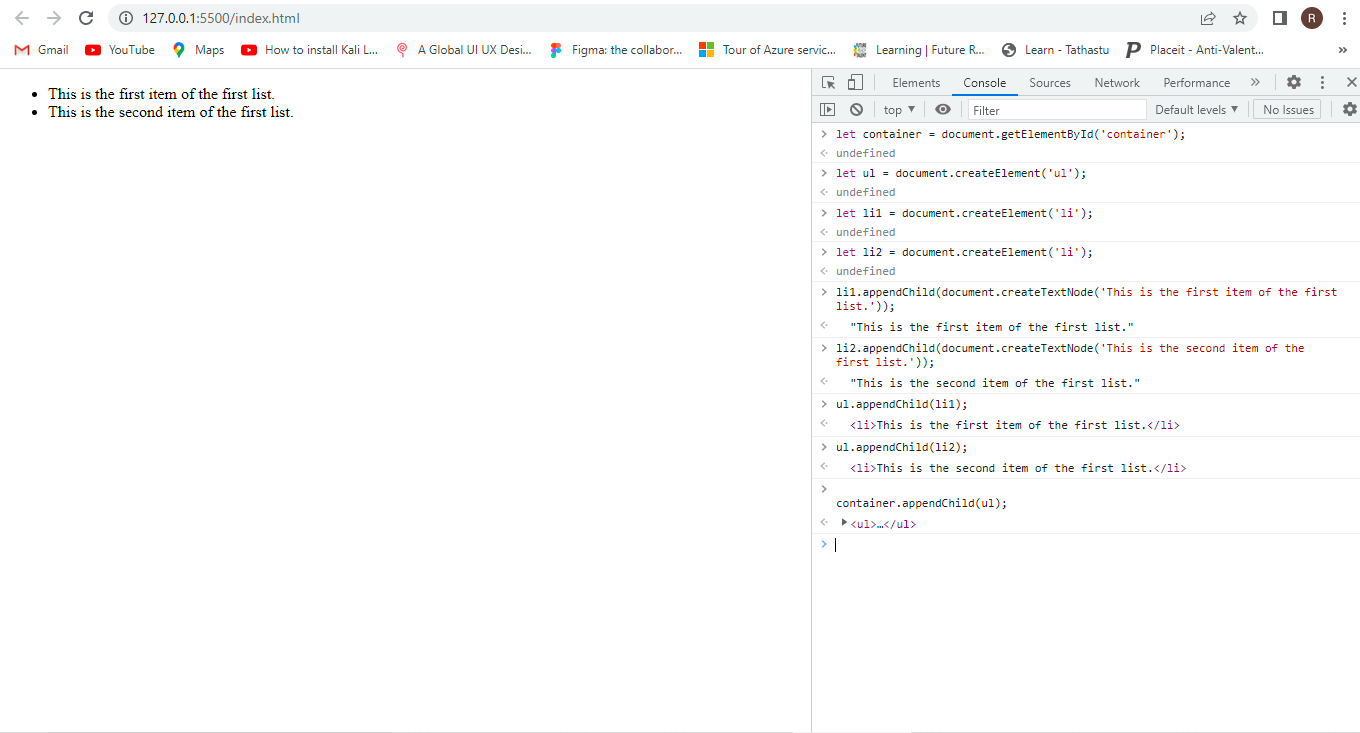 127.0.0.1:5500/index.html
R
Gmail YouTube Maps How to install Kali L... A Global UI UX Desi... Figma: the collabor... Tour of Azure servic... Learning | Future R... Learn - Tathastu Placeit - Anti-Valent... »
This is the first item of the first list.
This is the second item of the first list.
Elements Console Sources Network Performance »
top Filter Default levels No Issues
let container = document.getElementById('container');
undefined
let ul = document.createElement('ul');
undefined
let li1 = document.createElement('li');
undefined
let li2 = document.createElement('li');
undefined
li1.appendChild(document.createTextNode('This is the first item of the first
list.'));
"This is the first item of the first list."
li2.appendChild(document.createTextNode('This is the second item of the
first list.'));
"This is the second item of the first list."
ul.appendChild(li1);
<li>This is the first item of the first list.</li>
ul.appendChild(li2);
<li>This is the second item of the first list.</li>
container.appendChild(ul);
<ul>…</ul>